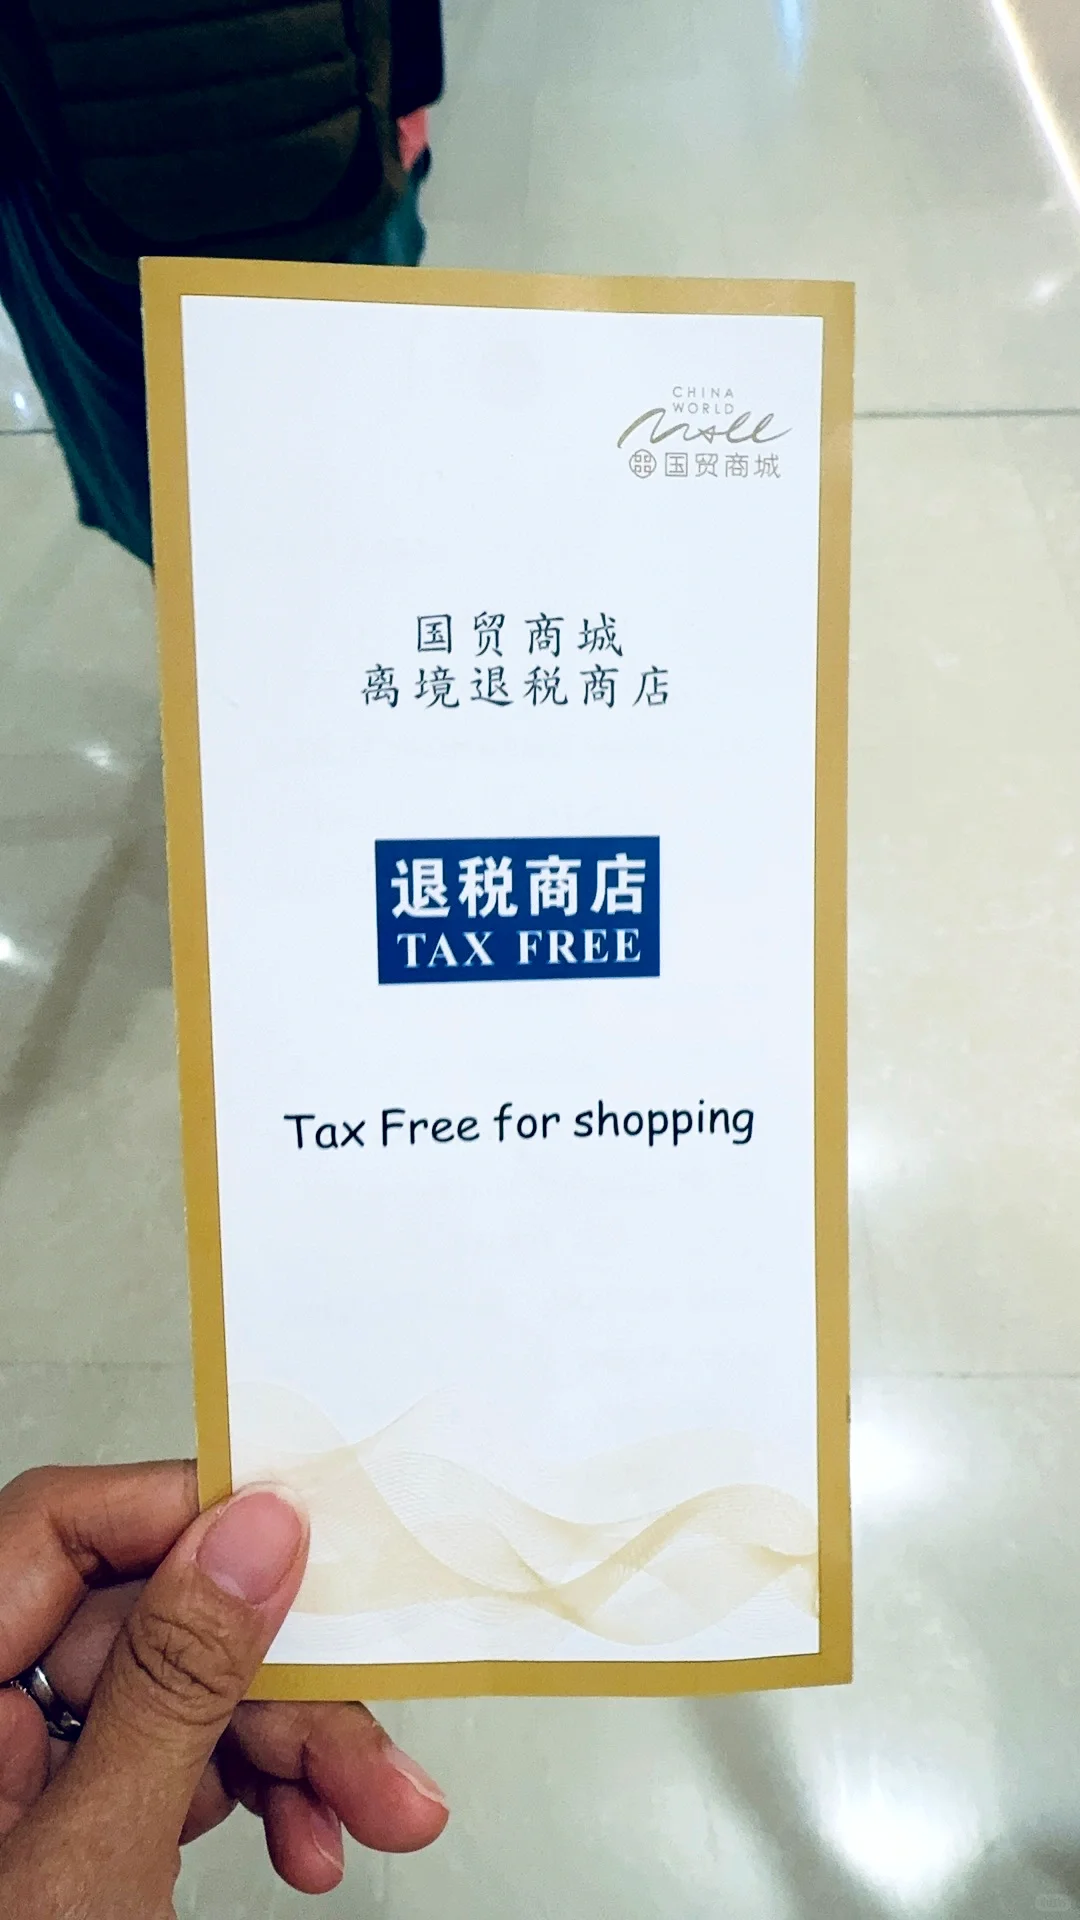 CHINA
WORLD
Mall
国贸商城
国贸商城
离境退税商店
退税商店
TAX FREE
Tax Free for shopping